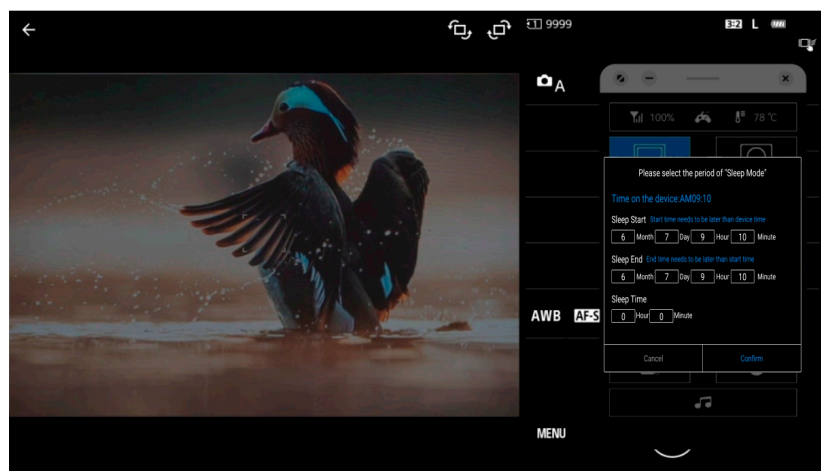 1 9999
3:2 L
A
100% 78 ℃
Please select the period of "Sleep Mode"
Time on the device:AM09:10
Sleep Start Start time needs to be later than device time
6 Month 7 Day 9 Hour 10 Minute
Sleep End End time needs to be later than start time
6 Month 7 Day 9 Hour 10 Minute
Sleep Time
0 Hour 0 Minute
AWB AF-S
Cancel Confirm
MENU